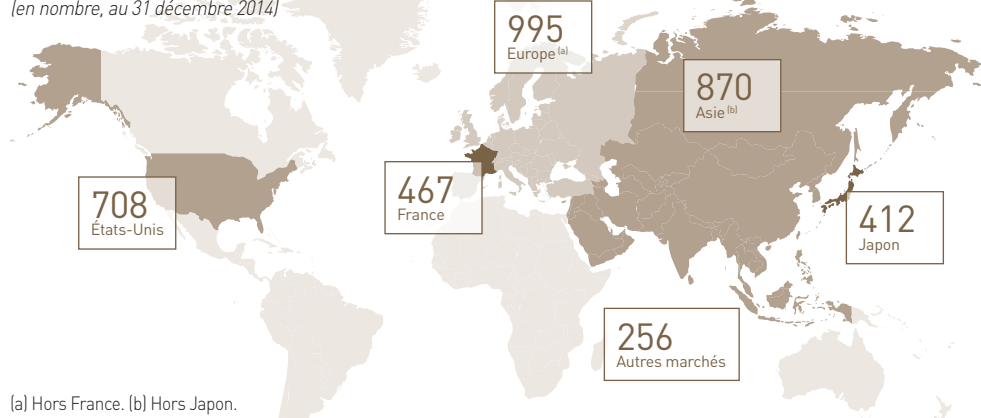 (en nombre, au 31 décembre 2014)
995
Europe (a)
870
Asie (b)
708
États-Unis
467
France
412
Japon
256
Autres marchés
(a) Hors France. (b) Hors Japon.